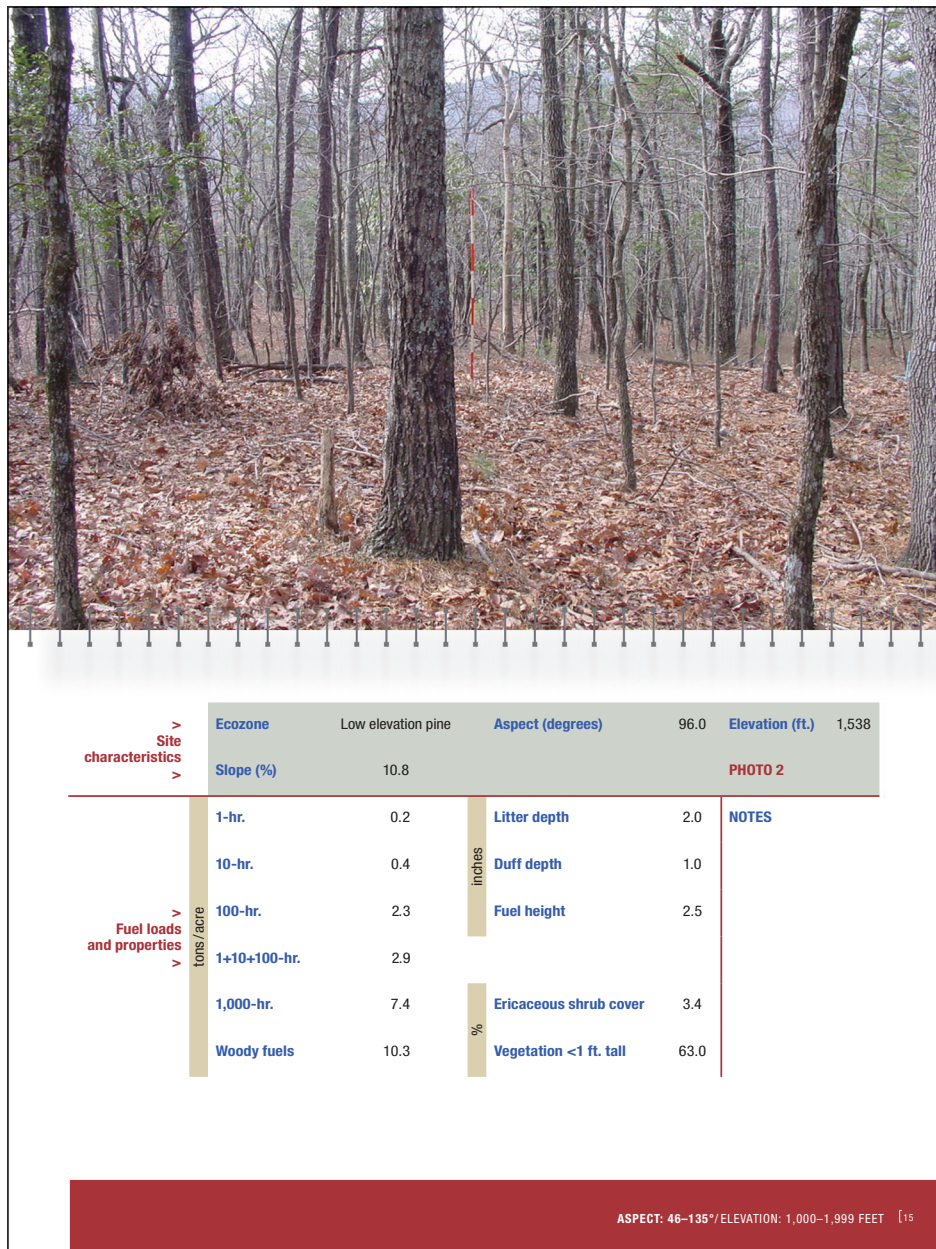 > Site characteristics >
Ecozone Low elevation pine Aspect (degrees) 96.0 Elevation (ft.) 1,538
Slope (%) 10.8 PHOTO 2
> Fuel loads and properties >
tons/acre
1-hr. 0.2
10-hr. 0.4
100-hr. 2.3
1+10+100-hr. 2.9
1,000-hr. 7.4
Woody fuels 10.3
inches
Litter depth 2.0
Duff depth 1.0
Fuel height 2.5
%
Ericaceous shrub cover 3.4
Vegetation <1 ft. tall 63.0
NOTES
ASPECT: 46–135°/ELEVATION: 1,000–1,999 FEET [15